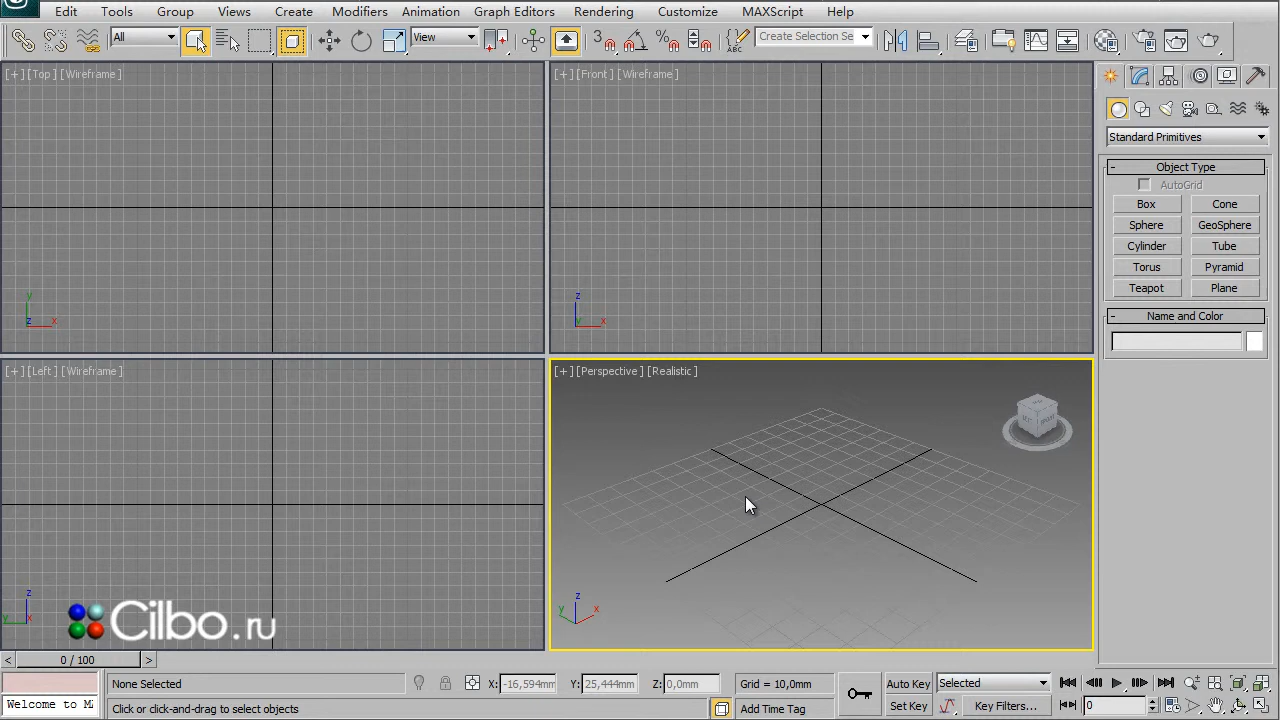 Edit Tools Group Views Create Modifiers Animation Graph Editors Rendering Customize MAXScript Help
All View 3 % ABC Create Selection Se
[+] [Top] [Wireframe]
[+] [Front] [Wireframe]
y
z x
z
y x
[+] [Left] [Wireframe]
[+] [Perspective] [Realistic]
z
y x
z
y x
Cilbo.ru
Standard Primitives
- Object Type
AutoGrid
Box Cone
Sphere GeoSphere
Cylinder Tube
Torus Pyramid
Teapot Plane
- Name and Color
< 0 / 100 >
None Selected X: -16,594mm Y: 25,444mm Z: 0,0mm Grid = 10,0mm Auto Key Selected
Welcome to M Click or click-and-drag to select objects Add Time Tag Set Key Key Filters... 0